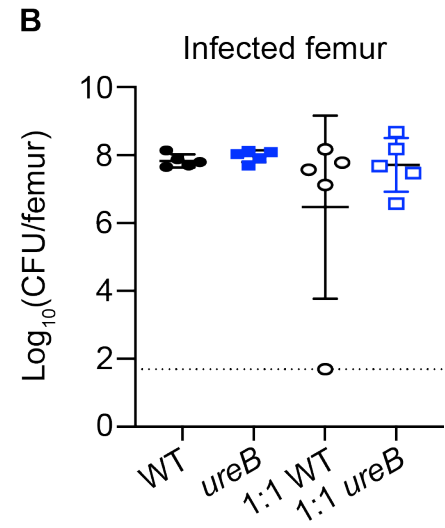 B
Infected femur
Log10(CFU/femur)
10
8
6
4
2
0
WT
ureB
1:1 WT
1:1 ureB